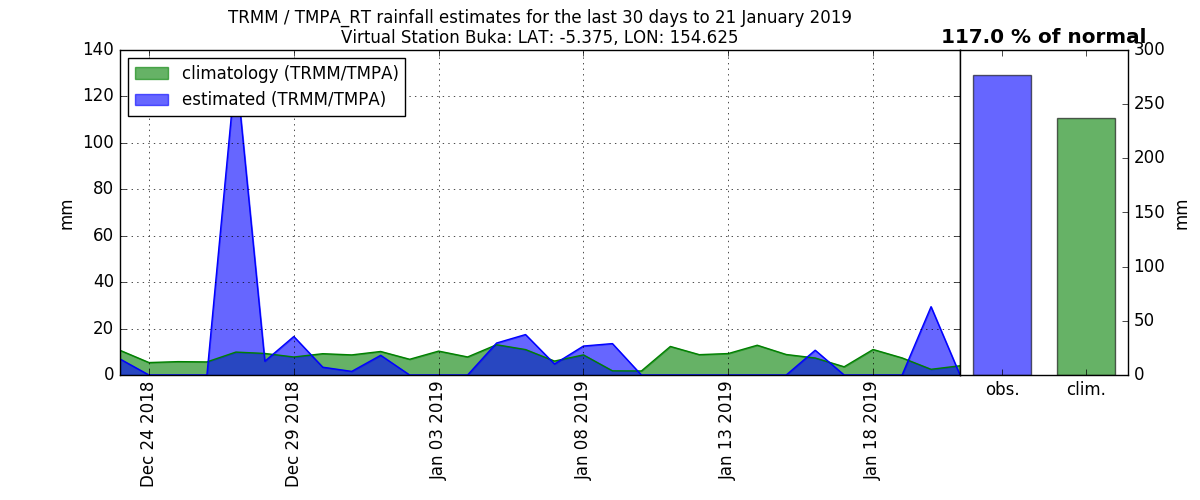 TRMM / TMPA_RT rainfall estimates for the last 30 days to 21 January 2019
Virtual Station Buka: LAT: -5.375, LON: 154.625
117.0 % of normal
climatology (TRMM/TMPA)
estimated (TRMM/TMPA)
mm
140
120
100
80
60
40
20
0
Dec 24 2018
Dec 29 2018
Jan 03 2019
Jan 08 2019
Jan 13 2019
Jan 18 2019
300
250
200
150
100
50
0
mm
obs.
clim.